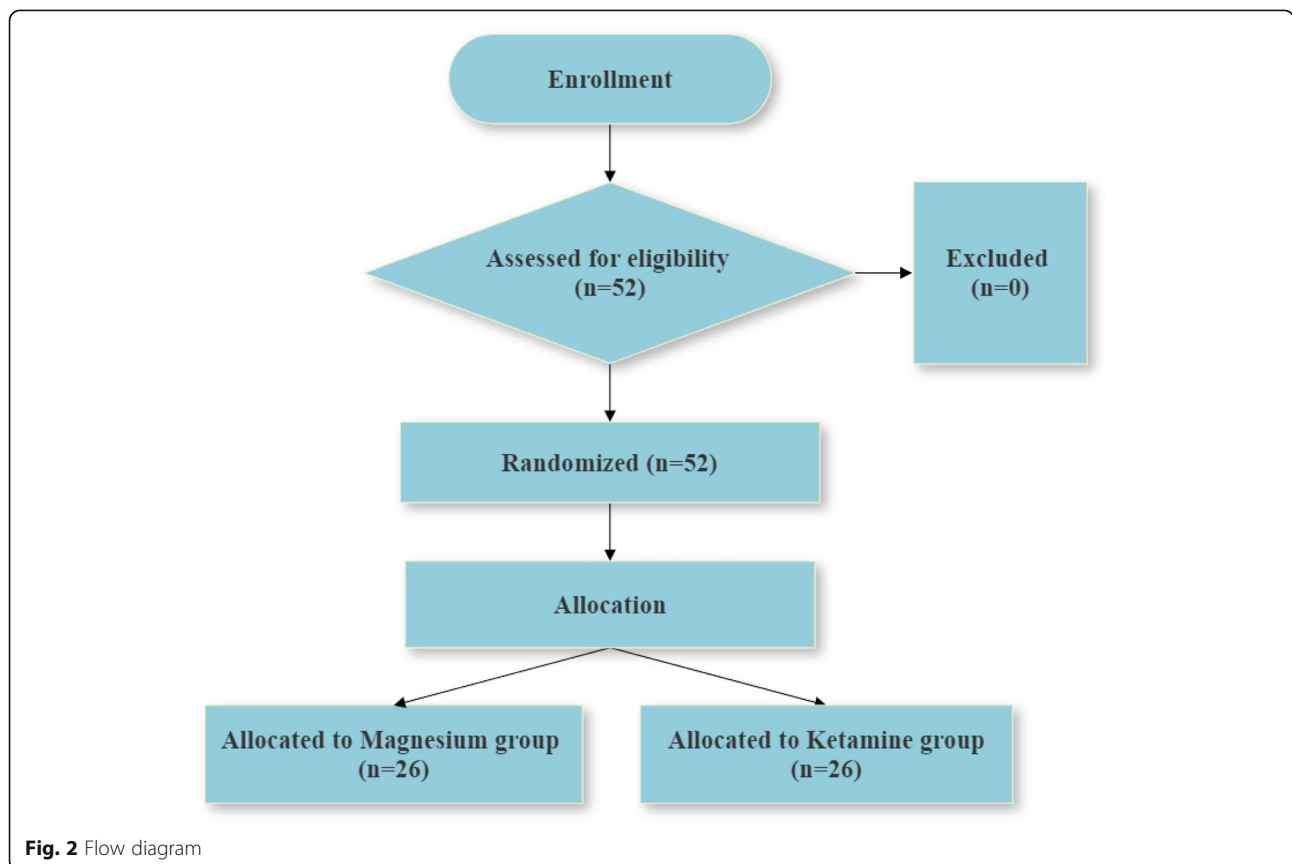 Enrollment
Assessed for eligibility
(n=52)
Excluded
(n=0)
Randomized (n=52)
Allocation
Allocated to Magnesium group
(n=26)
Allocated to Ketamine group
(n=26)
Fig. 2 Flow diagram